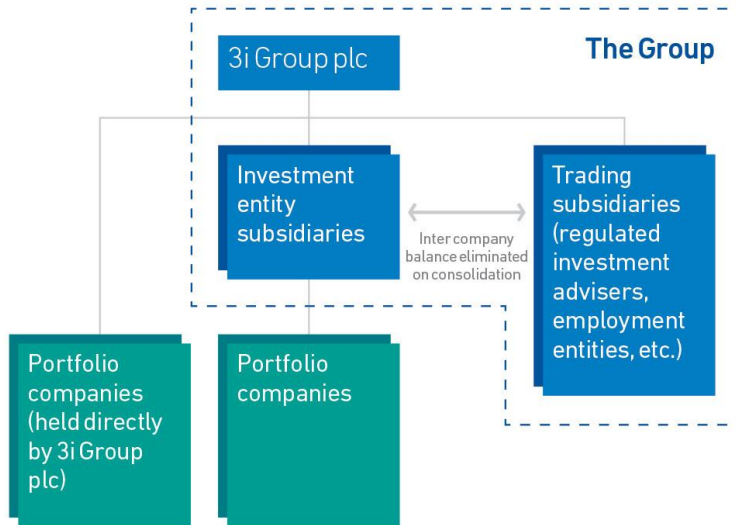 3i Group plc
The Group
Investment
entity
subsidiaries
Inter company
balance eliminated
on consolidation
Trading
subsidiaries
(regulated
investment
advisers,
employment
entities, etc.)
Portfolio
companies
(held directly
by 3i Group
plc)
Portfolio
companies